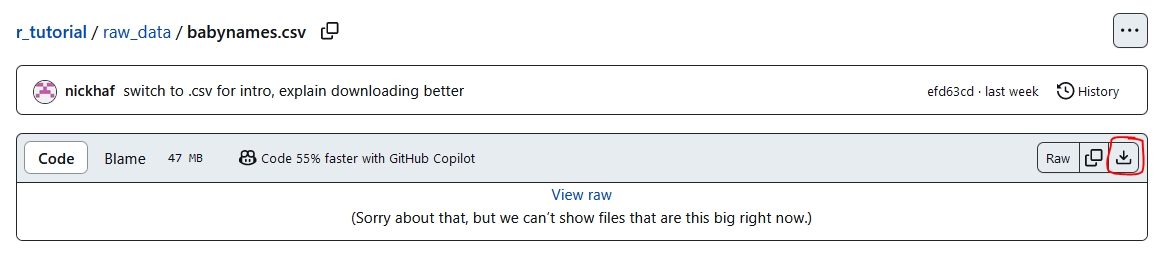 r_tutorial / raw_data / babynames.csv
nickhaf switch to .csv for intro, explain downloading better efd63cd · last week History
Code Blame 47 MB Code 55% faster with GitHub Copilot Raw
View raw
(Sorry about that, but we can't show files that are this big right now.)